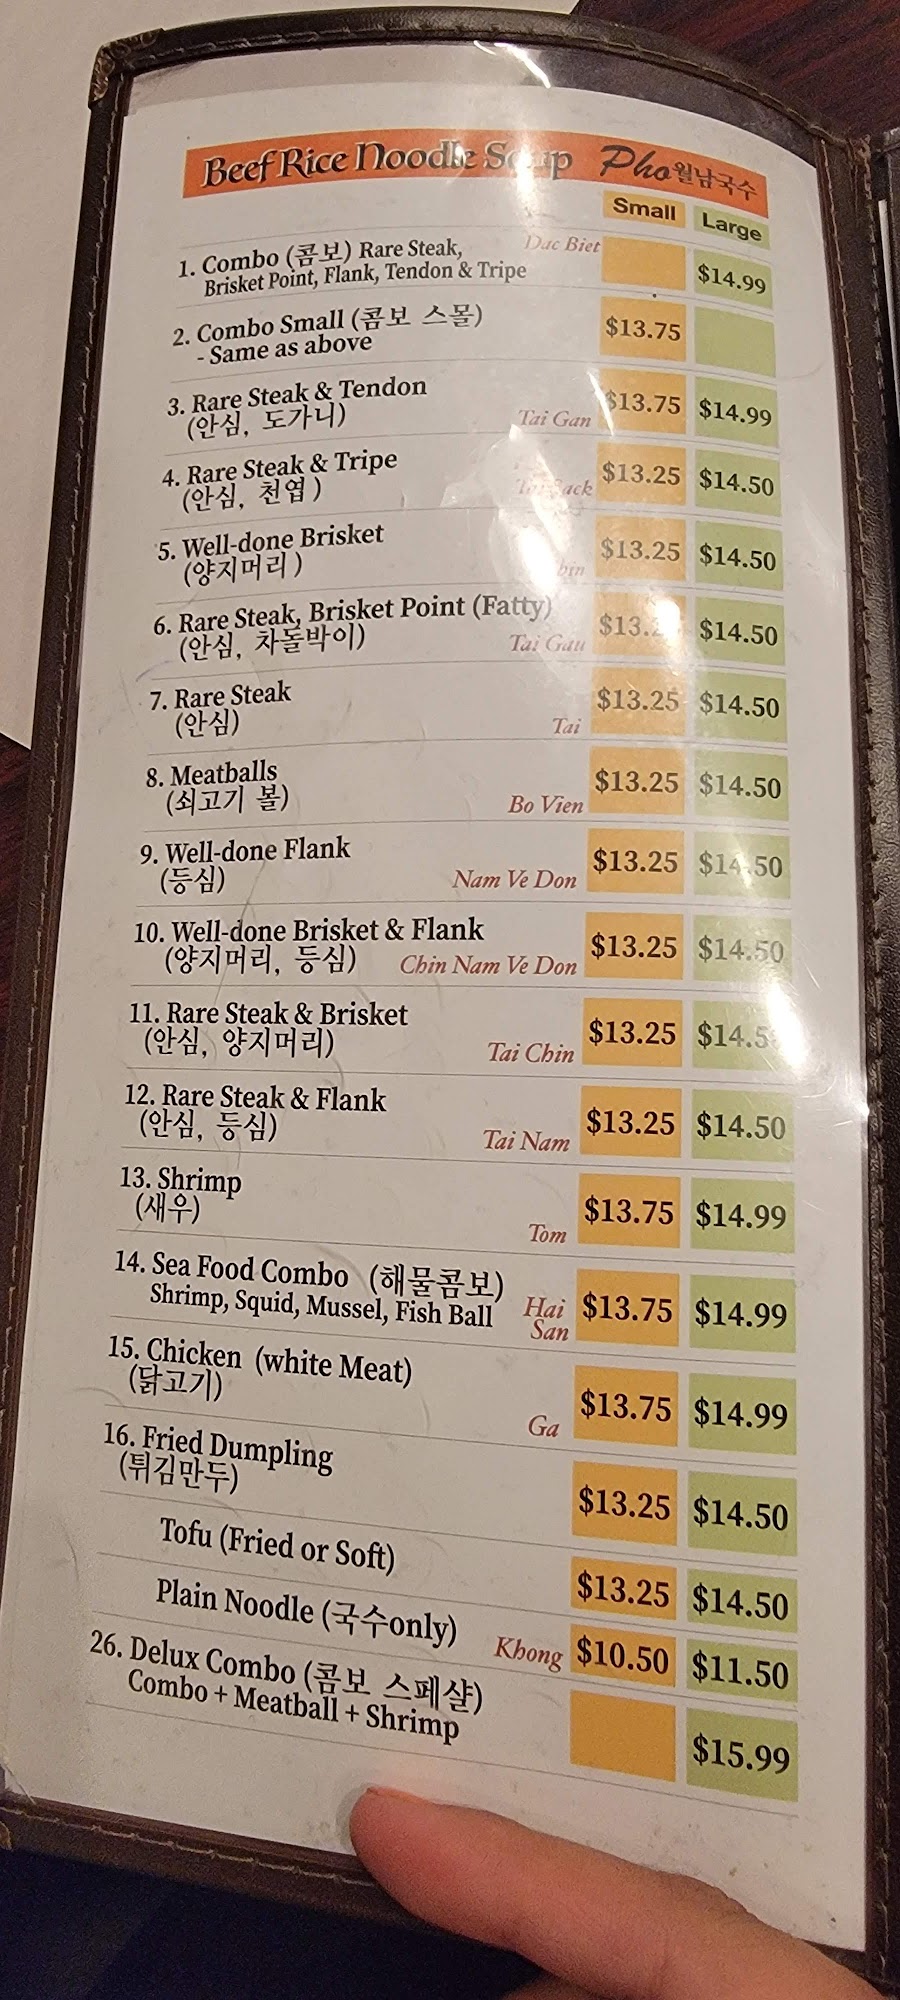 Beef Rice Noodle Soup Pho 월남국수
Small Large
1. Combo (콤보) Rare Steak, Dac Biet
Brisket Point, Flank, Tendon & Tripe $14.99
2. Combo Small (콤보 스몰) $13.75
- Same as above
3. Rare Steak & Tendon $13.75 $14.99
(안심, 도가니) Tai Gan
4. Rare Steak & Tripe $13.25 $14.50
(안심, 천엽)
5. Well-done Brisket $13.25 $14.50
(양지머리)
6. Rare Steak, Brisket Point (Fatty) $14.50
(안심, 차돌박이) Tai Gau
7. Rare Steak $13.25 $14.50
(안심) Tai
8. Meatballs $13.25 $14.50
(쇠고기 볼) Bo Vien
9. Well-done Flank $13.25 $14.50
(등심) Nam Ve Don
10. Well-done Brisket & Flank $13.25 $14.50
(양지머리, 등심) Chin Nam Ve Don
11. Rare Steak & Brisket $13.25
(안심, 양지머리) Tai Chin
12. Rare Steak & Flank $13.25 $14.50
(안심, 등심) Tai Nam
13. Shrimp $13.75 $14.99
(새우) Tom
14. Sea Food Combo (해물콤보) $13.75 $14.99
Shrimp, Squid, Mussel, Fish Ball Hai San
15. Chicken (white Meat) $13.75 $14.99
(닭고기) Ga
16. Fried Dumpling $13.25 $14.50
(튀김만두)
Tofu (Fried or Soft) $13.25 $14.50
Plain Noodle (국수only) Khong $10.50 $11.50
26. Delux Combo (콤보 스페샬) $15.99
Combo + Meatball + Shrimp